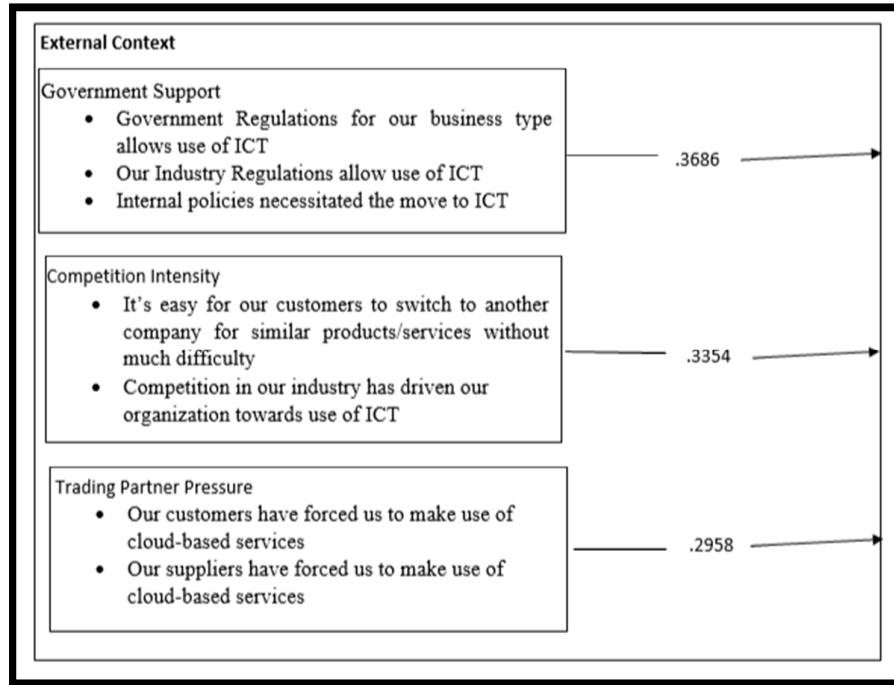 External Context
Government Support
• Government Regulations for our business type
allows use of ICT
• Our Industry Regulations allow use of ICT
• Internal policies necessitated the move to ICT
.3686
Competition Intensity
• It's easy for our customers to switch to another
company for similar products/services without
much difficulty
• Competition in our industry has driven our
organization towards use of ICT
.3354
Trading Partner Pressure
• Our customers have forced us to make use of
cloud-based services
• Our suppliers have forced us to make use of
cloud-based services
.2958